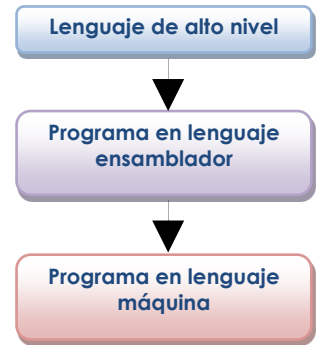 Lenguaje de alto nivel
Programa en lenguaje
ensamblador
Programa en lenguaje
máquina